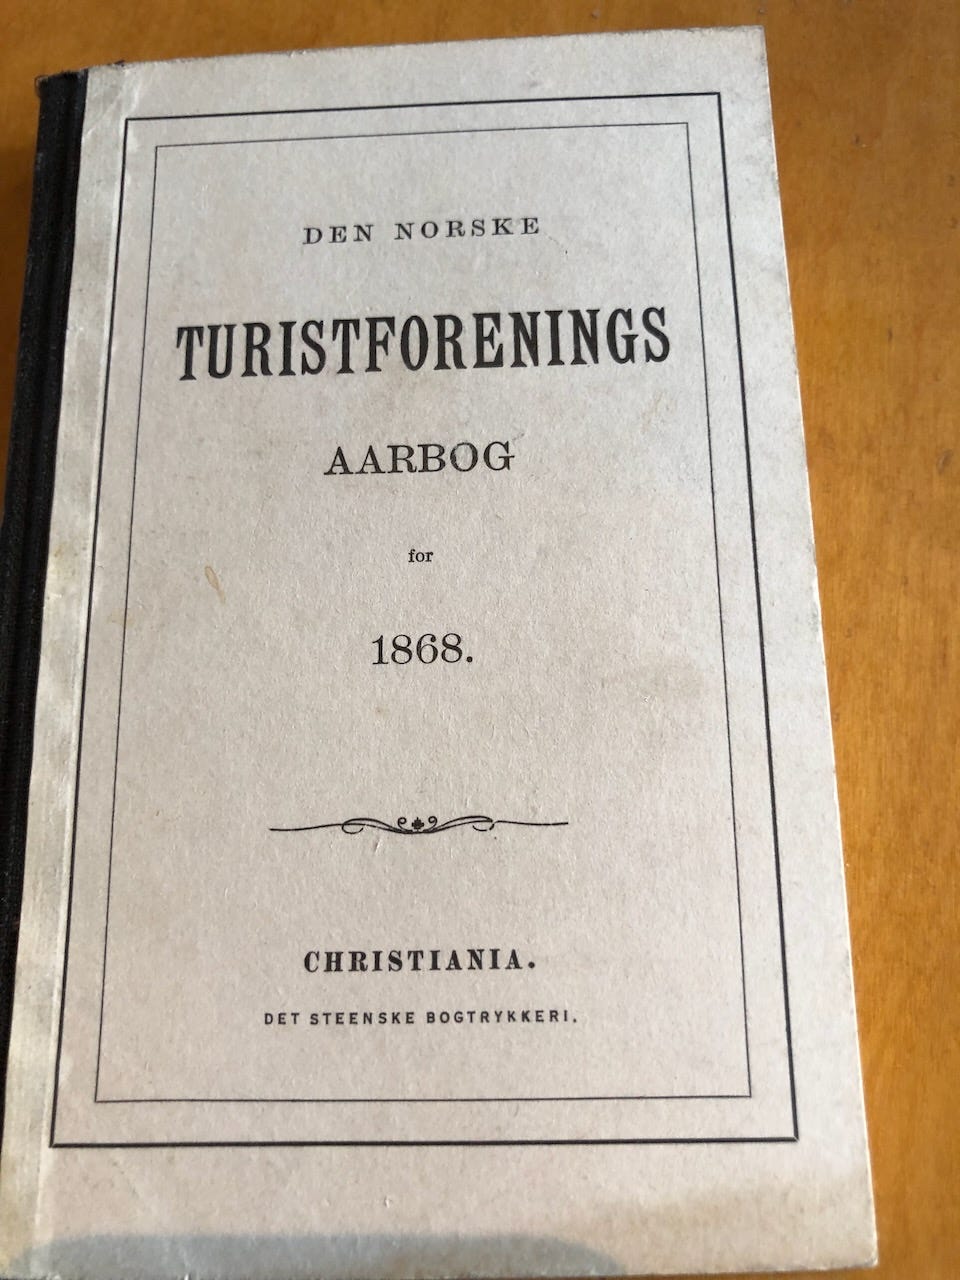 DEN NORSKE
TURISTFORENINGS
AARBOG
for
1868.
CHRISTIANIA.
DET STEENSKE BOGTRYKKERI.